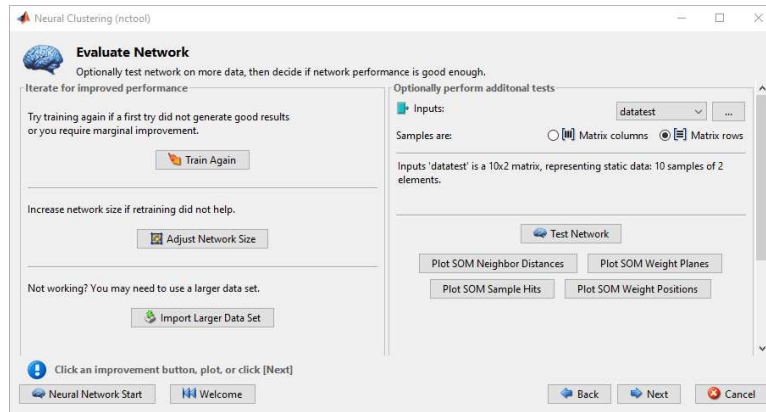 Neural Clustering (nctool)
Evaluate Network
Optionally test network on more data, then decide if network performance is good enough.
Iterate for improved performance
Try training again if a first try did not generate good results
or you require marginal improvement.
Train Again
Increase network size if retraining did not help.
Adjust Network Size
Not working? You may need to use a larger data set.
Import Larger Data Set
Optionally perform additonal tests
Inputs:
datatest
...
Samples are:
Matrix columns
Matrix rows
Inputs 'datatest' is a 10x2 matrix, representing static data: 10 samples of 2
elements.
Test Network
Plot SOM Neighbor Distances
Plot SOM Weight Planes
Plot SOM Sample Hits
Plot SOM Weight Positions
Click an improvement button, plot, or click [Next]
Neural Network Start
Welcome
Back
Next
Cancel